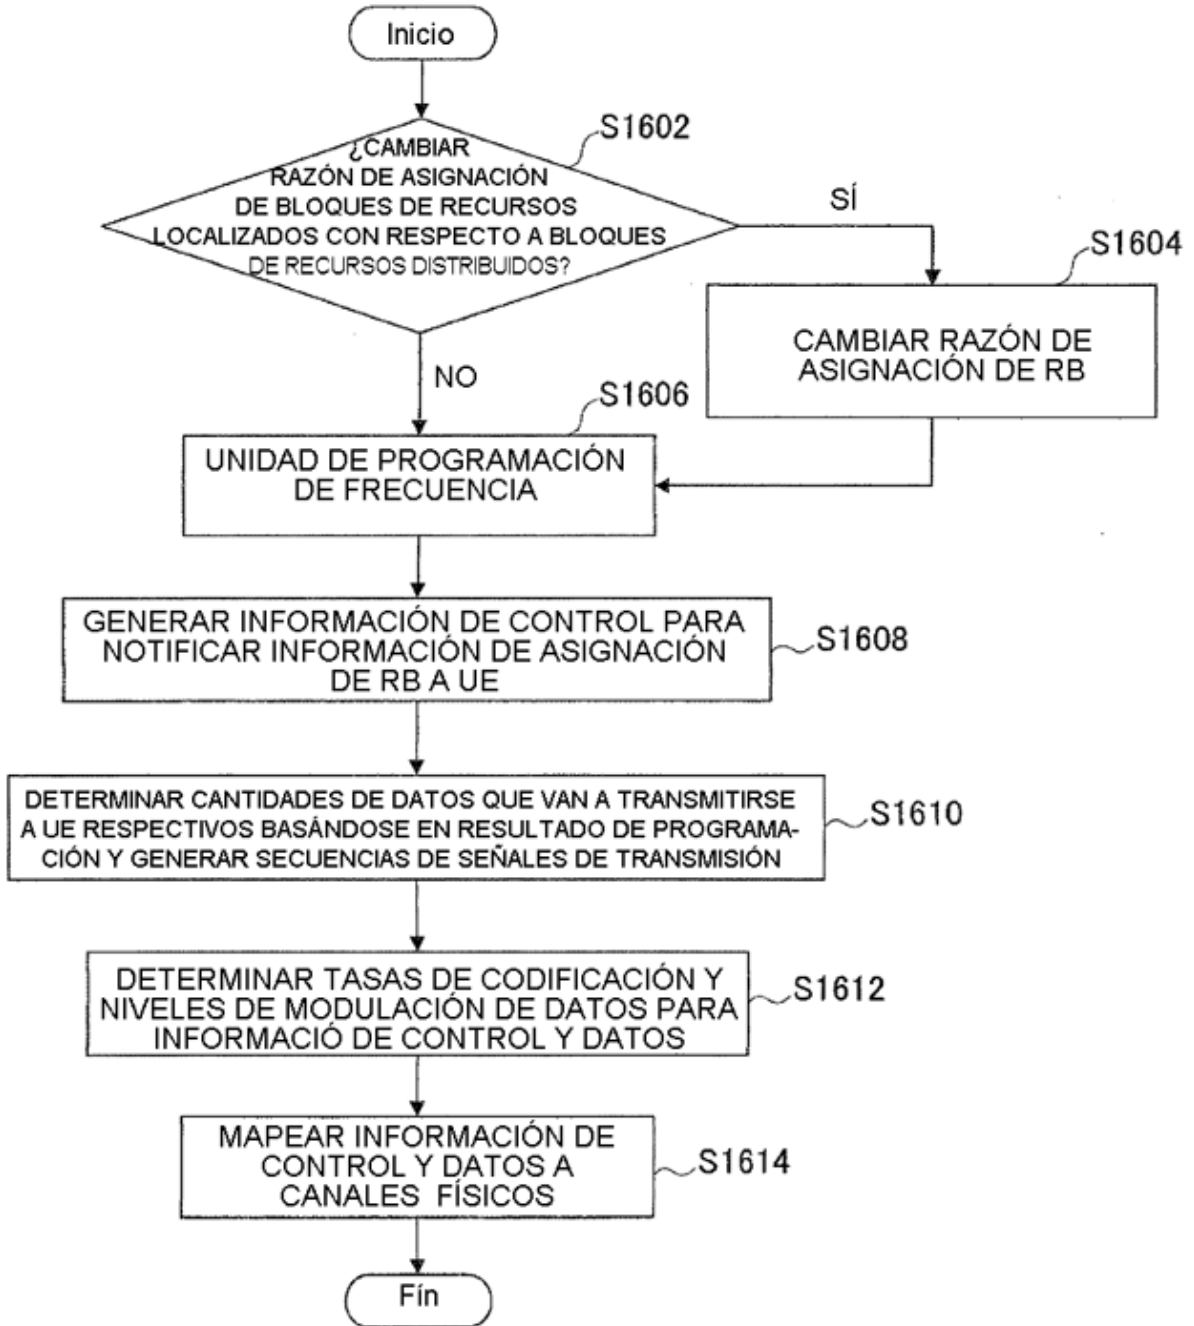 Inicio
S1602
¿CAMBIAR
RAZÓN DE ASIGNACIÓN
DE BLOQUES DE RECURSOS
LOCALIZADOS CON RESPECTO A BLOQUES
DE RECURSOS DISTRIBUIDOS?
SÍ
S1604
CAMBIAR RAZÓN DE
ASIGNACIÓN DE RB
NO
S1606
UNIDAD DE PROGRAMACIÓN
DE FRECUENCIA
GENERAR INFORMACIÓN DE CONTROL PARA
NOTIFICAR INFORMACIÓN DE ASIGNACIÓN
DE RB A UE
S1608
DETERMINAR CANTIDADES DE DATOS QUE VAN A TRANSMITIRSE
A UE RESPECTIVOS BASÁNDOSE EN RESULTADO DE PROGRAMA-
CIÓN Y GENERAR SECUENCIAS DE SEÑALES DE TRANSMISIÓN
S1610
DETERMINAR TASAS DE CODIFICACIÓN Y
NIVELES DE MODULACIÓN DE DATOS PARA
INFORMACIÓ DE CONTROL Y DATOS
S1612
MAPEAR INFORMACIÓN DE
CONTROL Y DATOS A
CANALES FÍSICOS
S1614
Fín